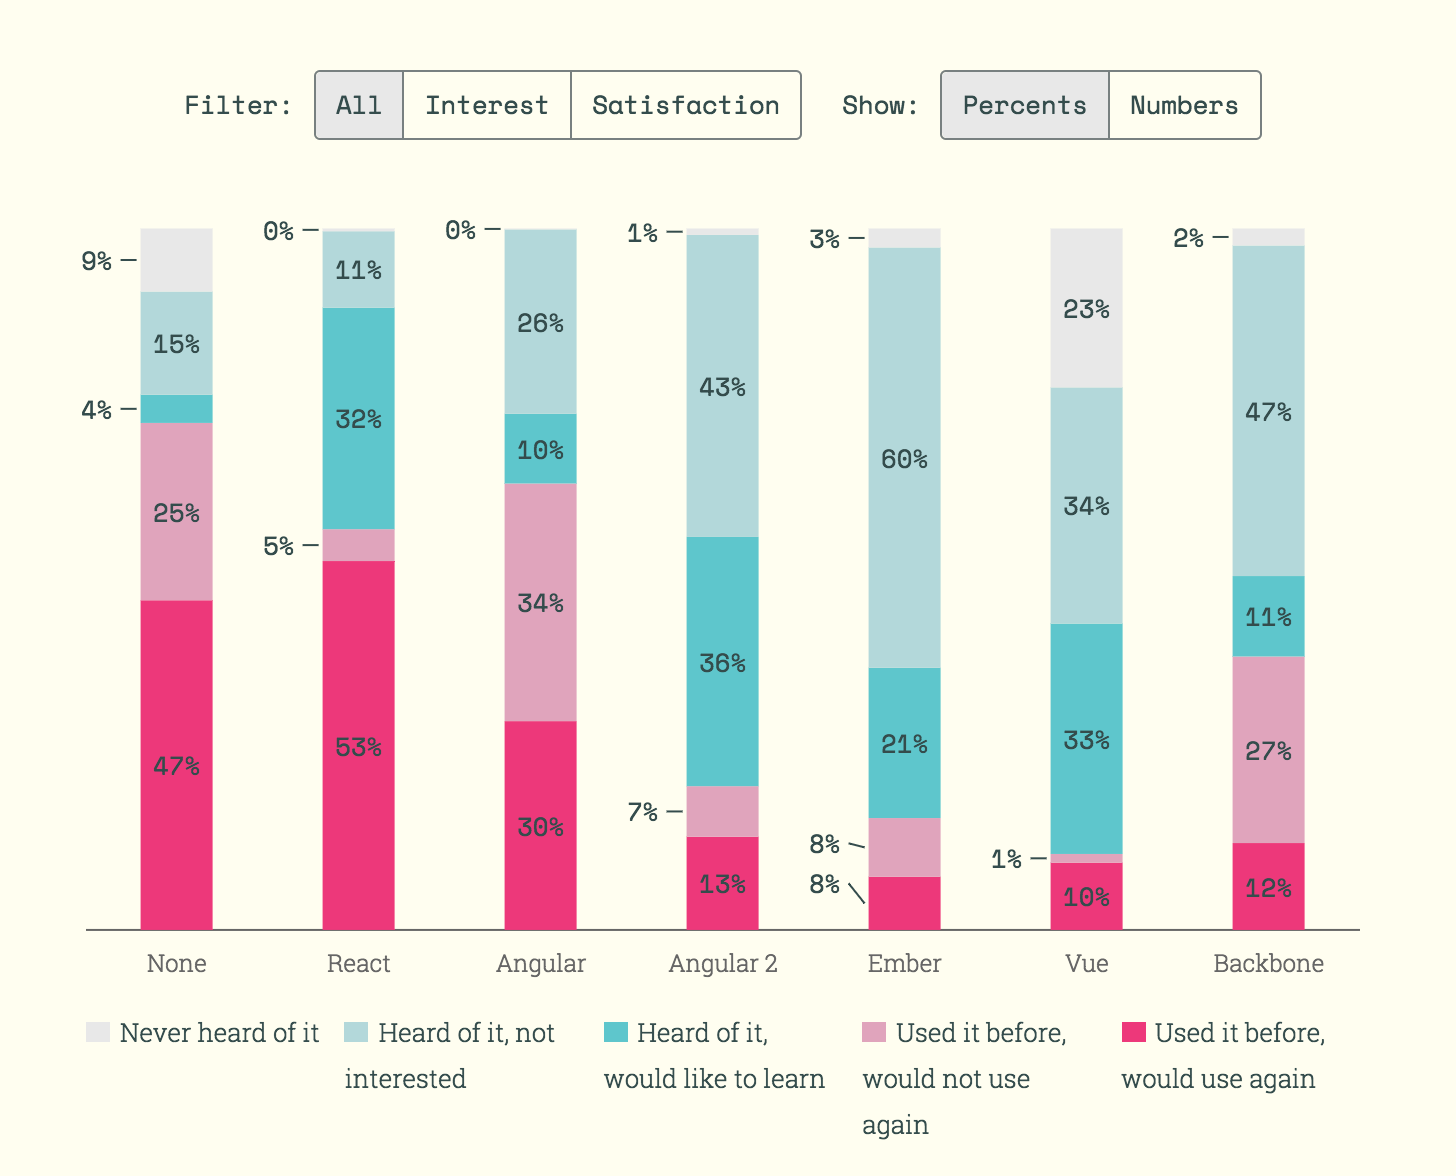 Filter: All Interest Satisfaction Show: Percents Numbers
9%
15%
4%
25%
47%
0%
11%
32%
5%
53%
0%
26%
10%
34%
30%
1%
43%
36%
7%
13%
3%
60%
21%
8%
8%
23%
34%
33%
1%
10%
2%
47%
11%
27%
12%
None React Angular Angular 2 Ember Vue Backbone
Never heard of it
Heard of it, not
interested
Heard of it,
would like to learn
Used it before,
would not use
again
Used it before,
would use again